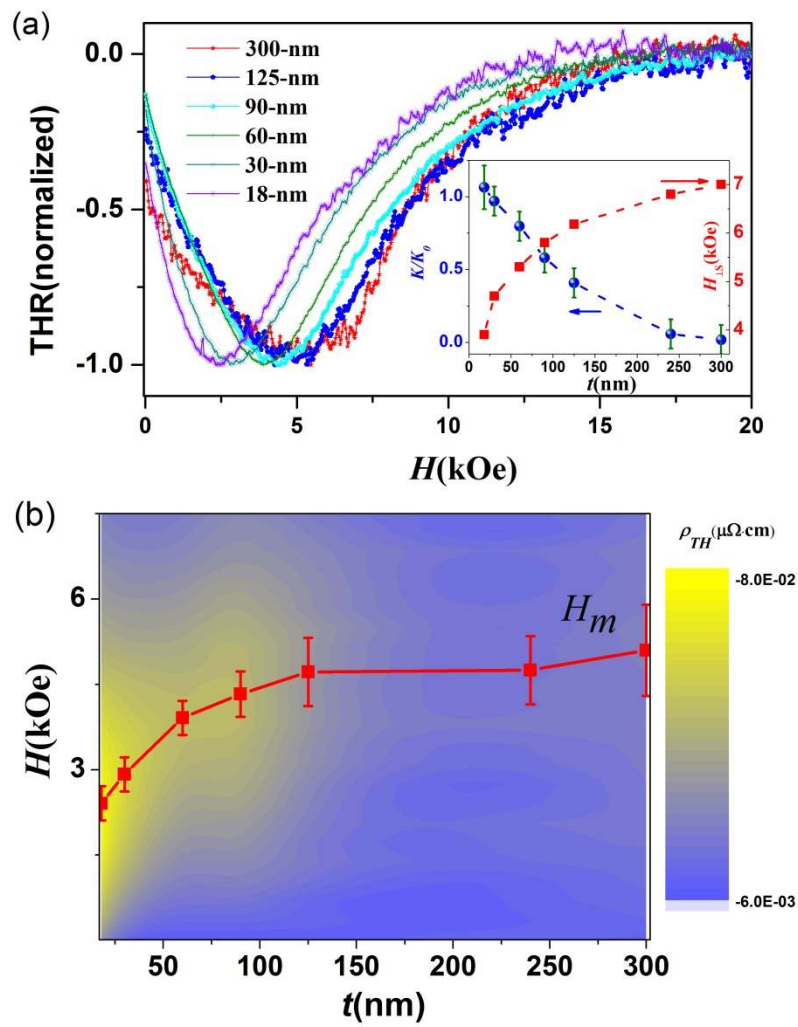 (a)
THR(normalized)
0.0
-0.5
-1.0
300-nm
125-nm
90-nm
60-nm
30-nm
18-nm
K/K₀
1.0
0.5
0.0
7
6
5
4
H⊥S(kOe)
0 50 100 150 200 250 300
t(nm)
0 5 10 15 20
H(kOe)
(b)
H(kOe)
6
3
Hm
50 100 150 200 250 300
t(nm)
ρTH(μΩ·cm)
-8.0E-02
-6.0E-03